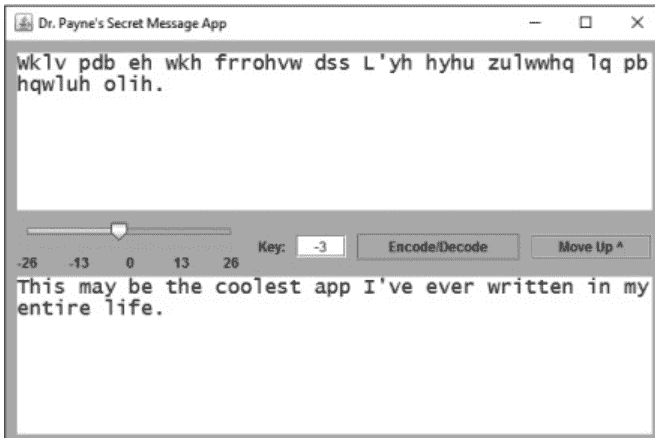 Dr. Payne's Secret Message App
Wklv pdb eh wkh frrohvw dss L'yh hyhu zulwwhq lq pb
hqwluh olih.
Key: -3 Encode/Decode Move Up ^
-26 -13 0 13 26
This may be the coolest app I've ever written in my
entire life.